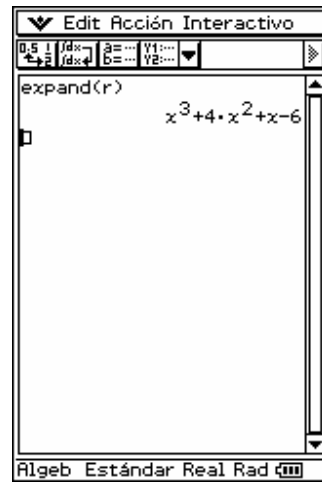 Edit Acción Interactivo
expand(r)
x³+4·x²+x-6
Algeb Estándar Real Rad